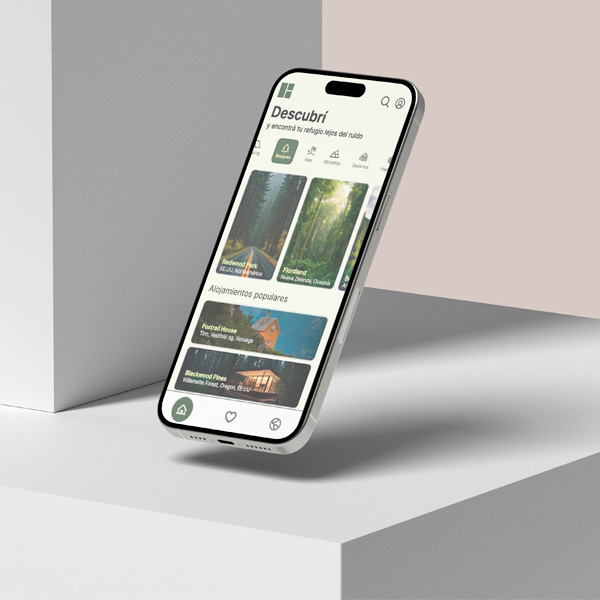 Descubrí
y encontrá tu refugio lejos del ruido
Bosques
Islas
Montañas
Desiertos
Redwood Park
EE.UU, Norteamérica
Fiordland
Nueva Zelanda, Oceanía
Alojamientos populares
Foxtrail House
Tinn, Vestfold og, Noruega
Blackwood Pines
Willamette Forest, Oregon, EE.UU